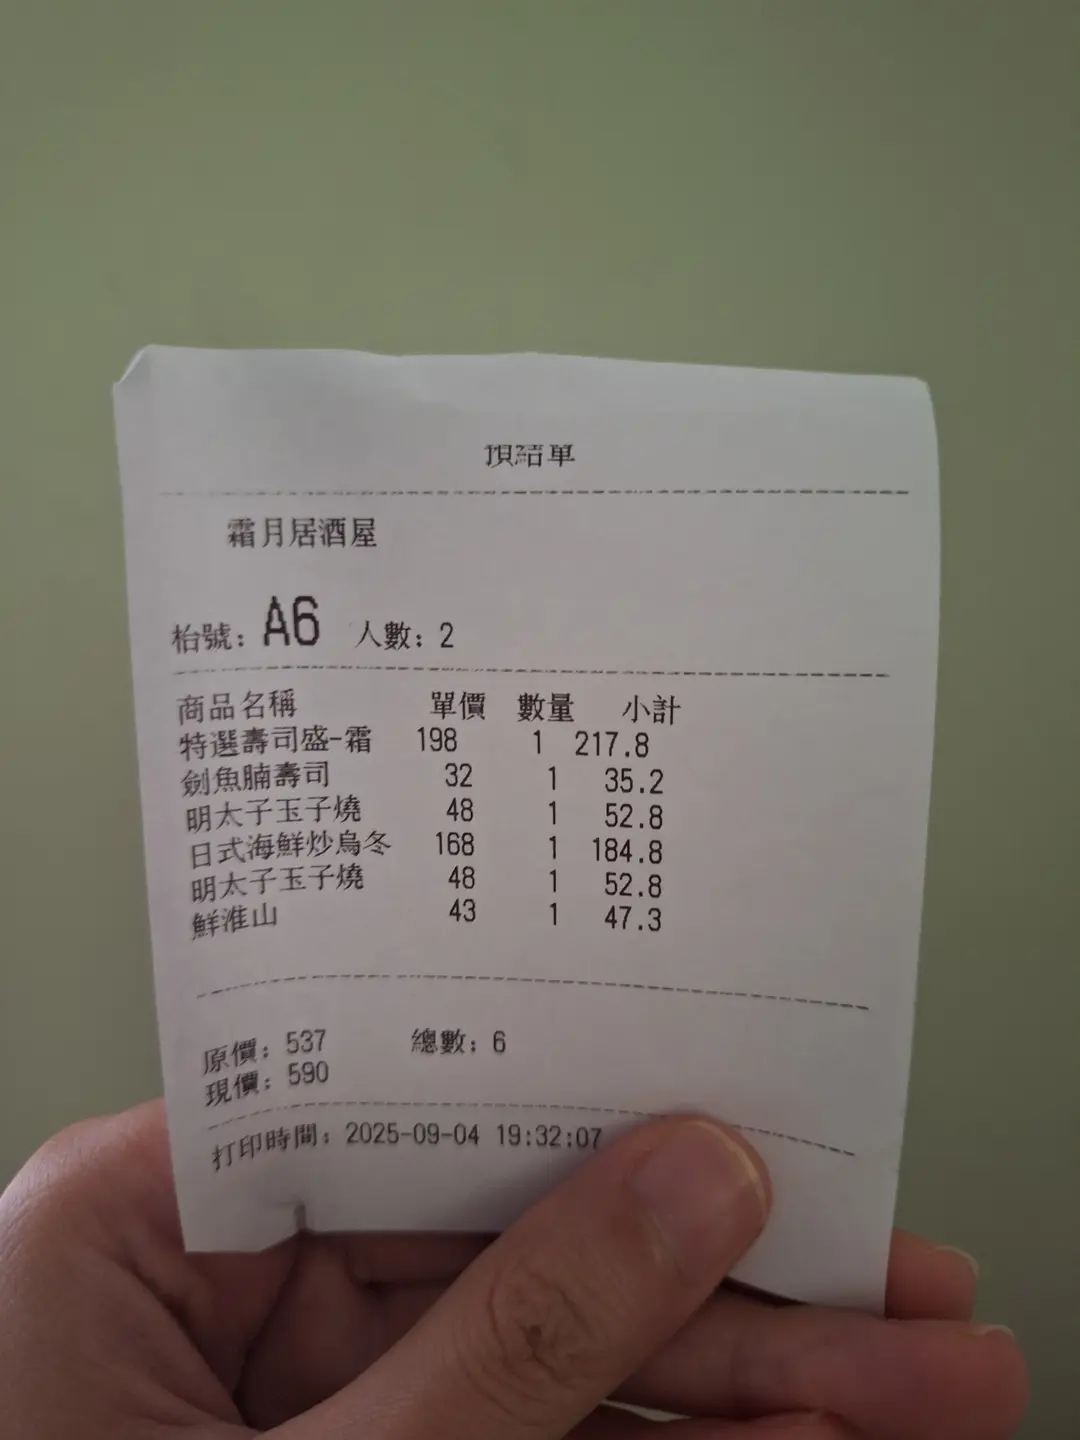 預結單
霜月居酒屋
枱號: A6 人數: 2
商品名稱 單價 數量 小計
特選壽司盛-霜 198 1 217.8
劍魚腩壽司 32 1 35.2
明太子玉子燒 48 1 52.8
日式海鮮炒烏冬 168 1 184.8
明太子玉子燒 48 1 52.8
鮮淮山 43 1 47.3
原價: 537 總數: 6
現價: 590
打印時間: 2025-09-04 19:32:07